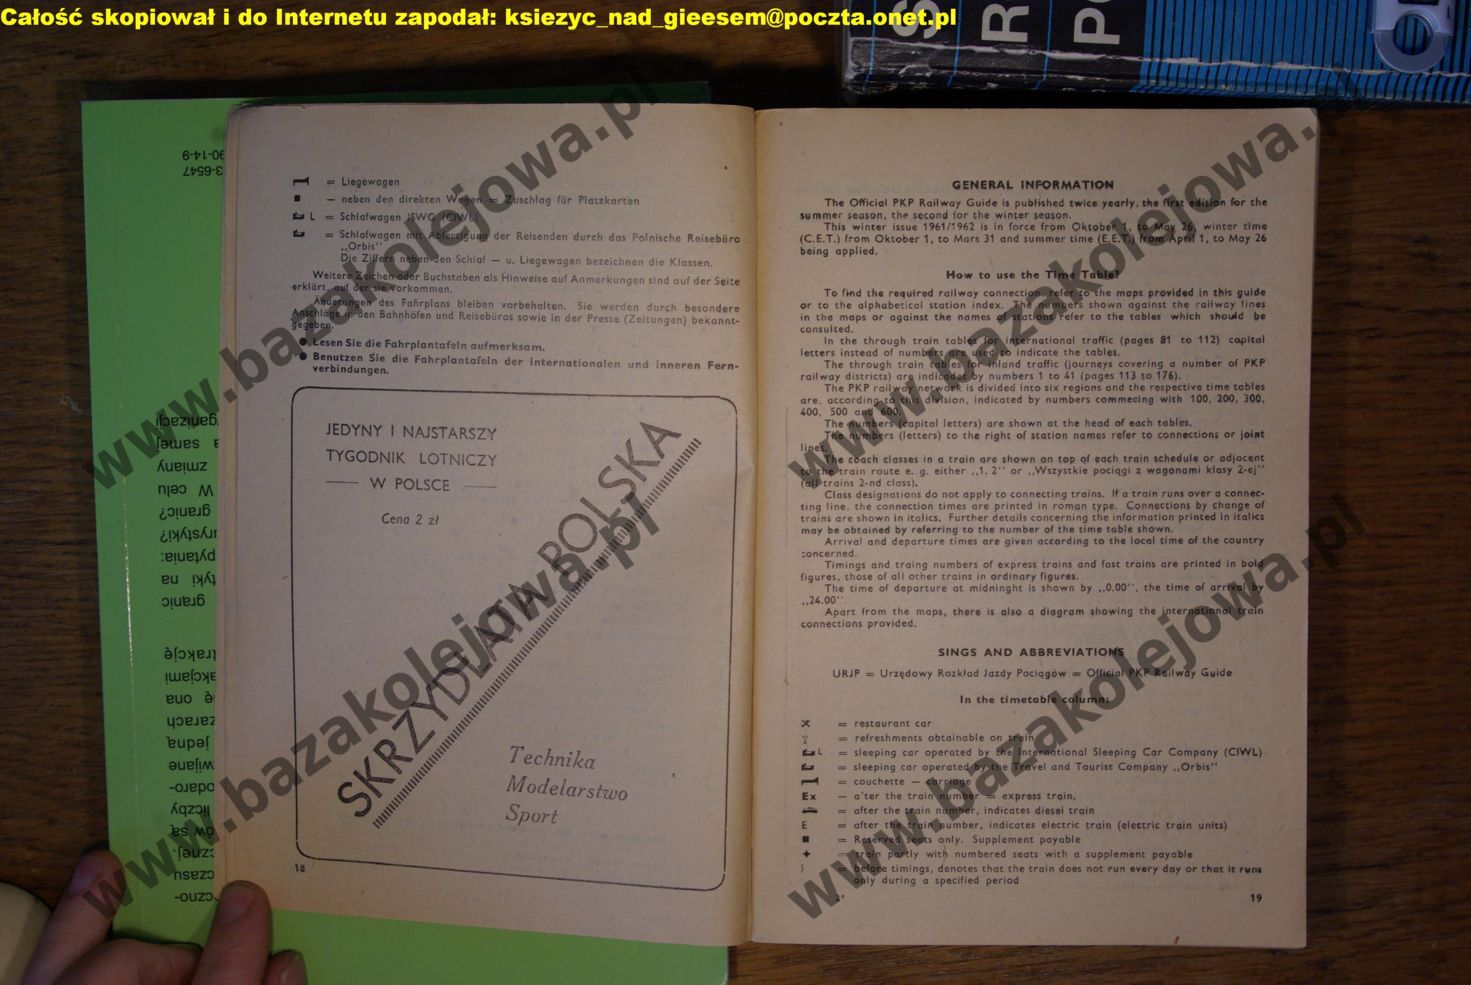 Całość skopiował i do Internetu zapodał: ksiezyc_nad_gieesem@poczta.onet.pl
= Liegewagen
— neben den direkten Wagen = Zuschlag für Platzkarten
L = Schlafwagen ISWG (CIWL)
= Schlafwagen mit Abfertigung der Reisenden durch das Polnische Reisebüro
„Orbis"
Die Ziffern neben den Schlaf — u. Liegewagen bezeichnen die Klassen.
Weitere Zeichen oder Buchstaben als Hinweise auf Anmerkungen sind auf der Seite
erklärt, auf der sie vorkommen.
Änderungen des Fahrplans bleiben vorbehalten. Sie werden durch besondere
Anschläge in den Bahnhöfen und Reisebüros sowie in der Presse (Zeitungen) bekannt-
gegeben.
● Lesen Sie die Fahrplantafeln aufmerksam.
● Benutzen Sie die Fahrplantafeln der internationalen und inneren Fern-
verbindungen.
JEDYNY I NAJSTARSZY
TYGODNIK LOTNICZY
— W POLSCE —
Cena 2 zł
SKRZYDLATA POLSKA
Technika
Modelarstwo
Sport
18
GENERAL INFORMATION
The Official PKP Railway Guide is published twice yearly, the first edision for the
summer season, the second for the winter season.
This winter issue 1961/1962 is in force from Oktober 1, to May 26, winter time
(C.E.T.) from Oktober 1, to Mars 31 and summer time (E.E.T.) from April 1, to May 26
being applied.
How to use the Time Table?
To find the required railway connection, refer to the maps provided in this guide
or to the alphabetical station index. The numbers shown against the railway lines
in the maps or against the names of stations refer to the tables which should be
consulted.
In the through train tables for international traffic (pages 81 to 112) capital
letters instead of numbers are used to indicate the tables.
The through train tables for inland traffic (journeys covering a number of PKP
railway districts) are indicated by numbers 1 to 41 (pages 113 to 176).
The PKP railway network is divided into six regions and the respective time tables
are, according to this division, indicated by numbers commecing with 100, 200, 300,
400, 500 and 600.
The numbers (capital letters) are shown at the head of each tables.
The numbers (letters) to the right of station names refer to connections or joint
lines.
The coach classes in a train are shown on top of each train schedule or adjacent
to the train route e. g. either „1. 2" or „Wszystkie pociągi z wagonami klasy 2-ej"
(all trains 2-nd class).
Class designations do not apply to connecting trains. If a train runs over a connec-
ting line, the connection times are printed in roman type. Connections by change of
trains are shown in italics. Further details concerning the information printed in italics
may be obtained by referring to the number of the time table shown.
Arrival and departure times are given according to the local time of the country
concerned.
Timings and traing numbers of express trains and fast trains are printed in bold
figures, those of all other trains in ordinary figures.
The time of departure at midninght is shown by „0.00", the time of arrival by
„24.00".
Apart from the maps, there is also a diagram showing the international train
connections provided.
SINGS AND ABBREVIATIONS
URJP = Urzędowy Rozkład Jazdy Pociągów = Official PKP Railway Guide
In the timetable column:
= restaurant car
= refreshments obtainable on train
L = sleeping car operated by the International Sleeping Car Company (CIWL)
= sleeping car operated by the Travel and Tourist Company „Orbis"
= couchette — carriage
Ex — a'ter the train number = express train,
= after the train number, indicates diesel train
E = after the train number, indicates electric train (electric train units)
■ = Reserved seats only. Supplement payable
+ = train partly with numbered seats with a supplement payable
= before timings, denotes that the train does not run every day or that it runs
only during a specified period
2*
19
www.bazakolejowa.pl
www.bazakolejowa.pl
www.bazakolejowa.pl
www.bazakolejowa.pl